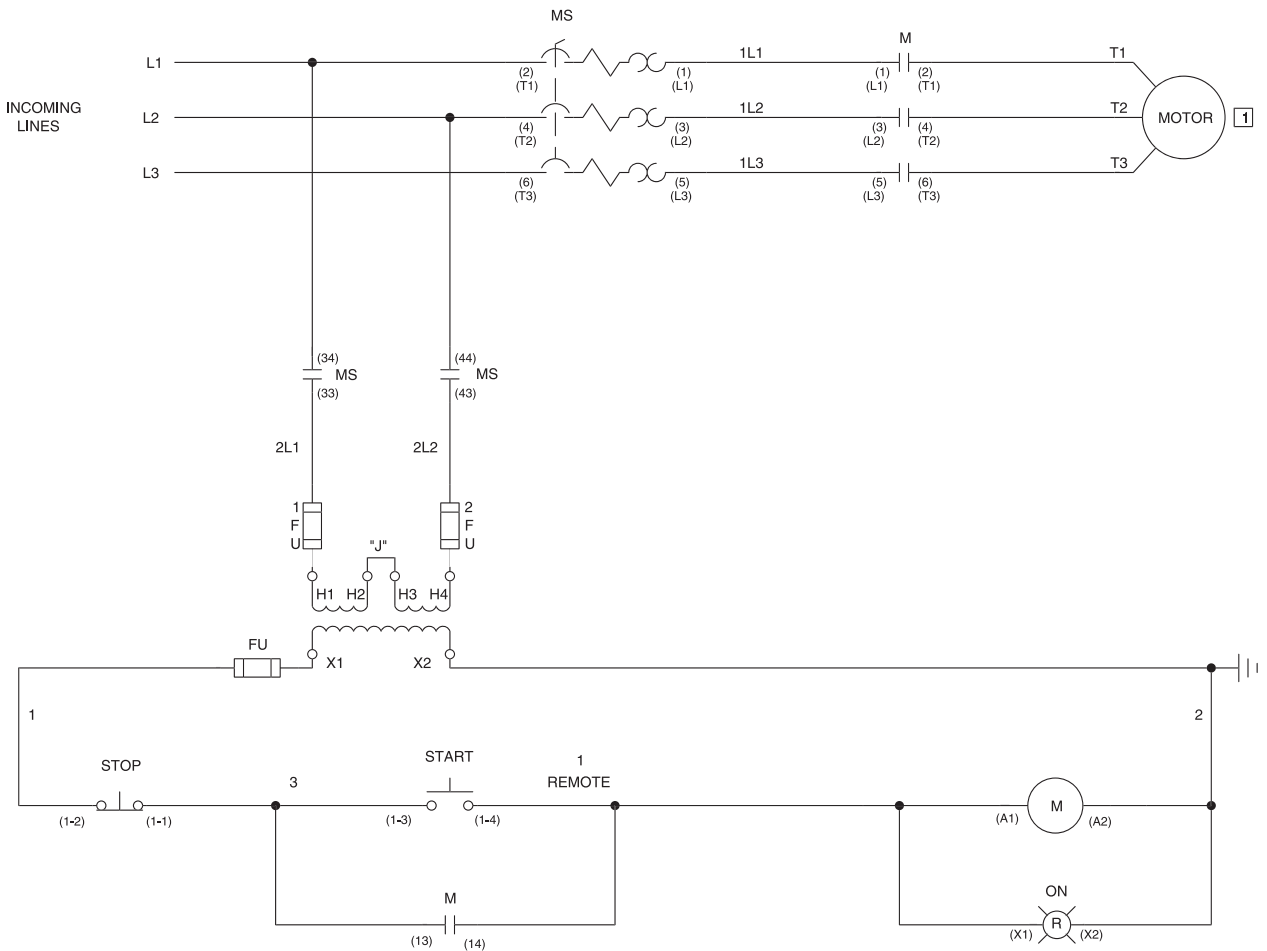 MS
L1
1L1
M
T1
(2)
(T1)
(1)
(L1)
(1)
(L1)
(2)
(T1)
INCOMING
LINES
L2
1L2
T2
MOTOR
1
(4)
(T2)
(3)
(L2)
(3)
(L2)
(4)
(T2)
L3
1L3
T3
(6)
(T3)
(5)
(L3)
(5)
(L3)
(6)
(T3)
(34)
MS
(33)
(44)
MS
(43)
2L1
2L2
1
F
U
2
F
U
"J"
H1
H2
H3
H4
FU
X1
X2
1
2
STOP
START
1
REMOTE
3
(1-2)
(1-1)
(1-3)
(1-4)
M
(A1)
(A2)
M
(13)
(14)
ON
R
(X1)
(X2)